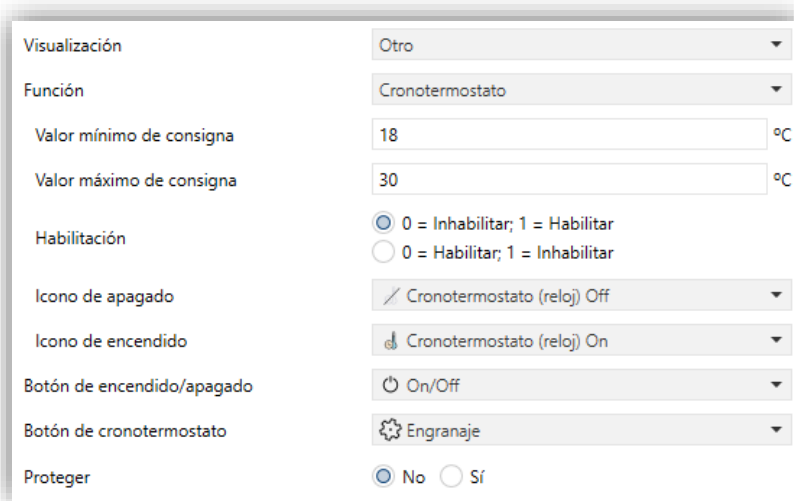 Visualización Otro
Función Cronotermostato
Valor mínimo de consigna 18 ºC
Valor máximo de consigna 30 ºC
Habilitación
0 = Inhabilitar; 1 = Habilitar
0 = Habilitar; 1 = Inhabilitar
Icono de apagado Cronotermostato (reloj) Off
Icono de encendido Cronotermostato (reloj) On
Botón de encendido/apagado On/Off
Botón de cronotermostato Engranaje
Proteger No Sí